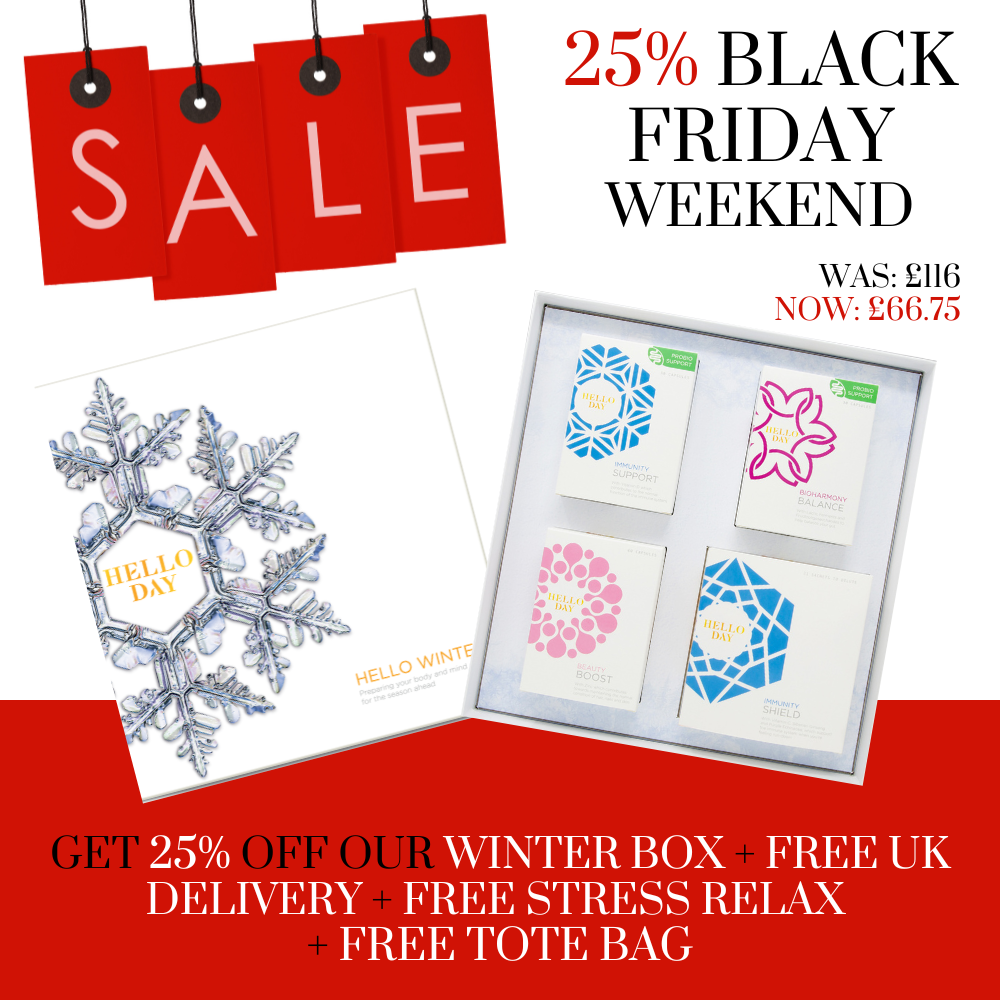 SALE
25% BLACK
FRIDAY
WEEKEND
WAS: £116
NOW: £66.75
HELLO
DAY
HELLO WINTE
Preparing your body and mind
for the season ahead
PROBIO
SUPPORT
HELLO
DAY
IMMUNITY
SUPPORT
PROBIO
SUPPORT
HELLO
DAY
BIOHARMONY
BALANCE
HELLO
DAY
BEAUTY
BOOST
HELLO
DAY
IMMUNITY
SHIELD
GET 25% OFF OUR WINTER BOX + FREE UK
DELIVERY + FREE STRESS RELAX
+ FREE TOTE BAG